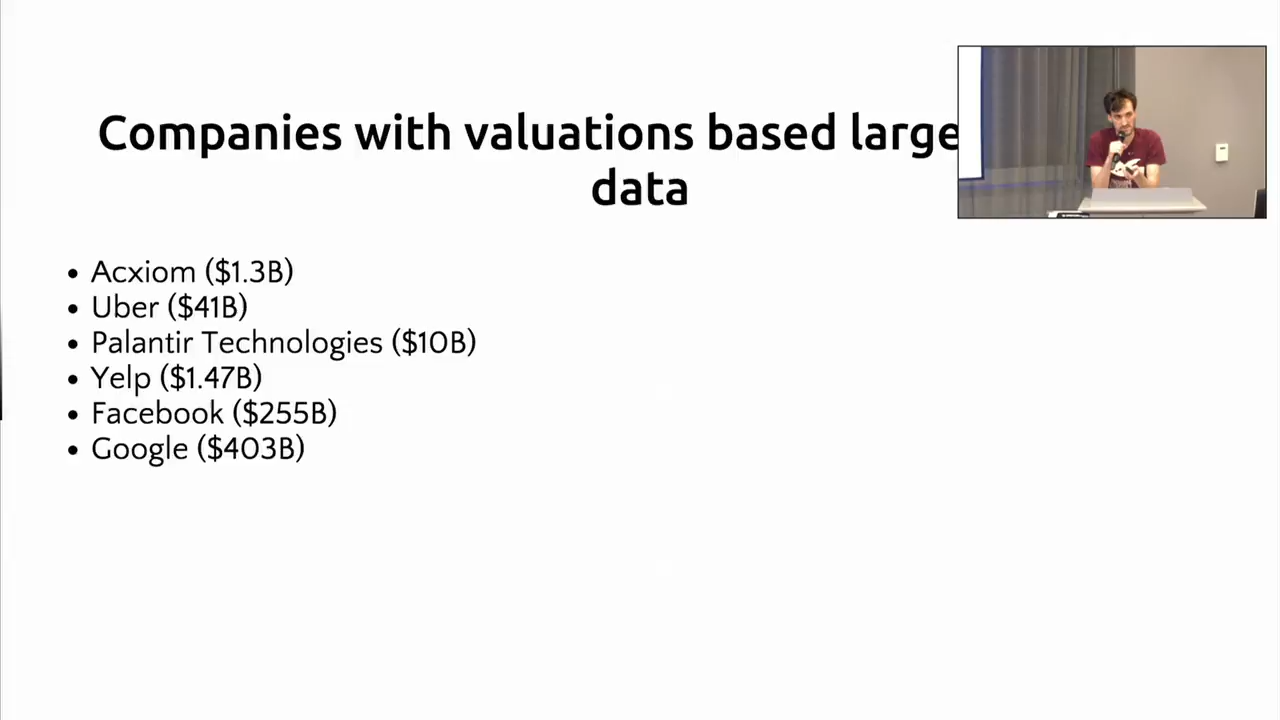 Companies with valuations based large
data
• Acxiom ($1.3B)
• Uber ($41B)
• Palantir Technologies ($10B)
• Yelp ($1.47B)
• Facebook ($255B)
• Google ($403B)